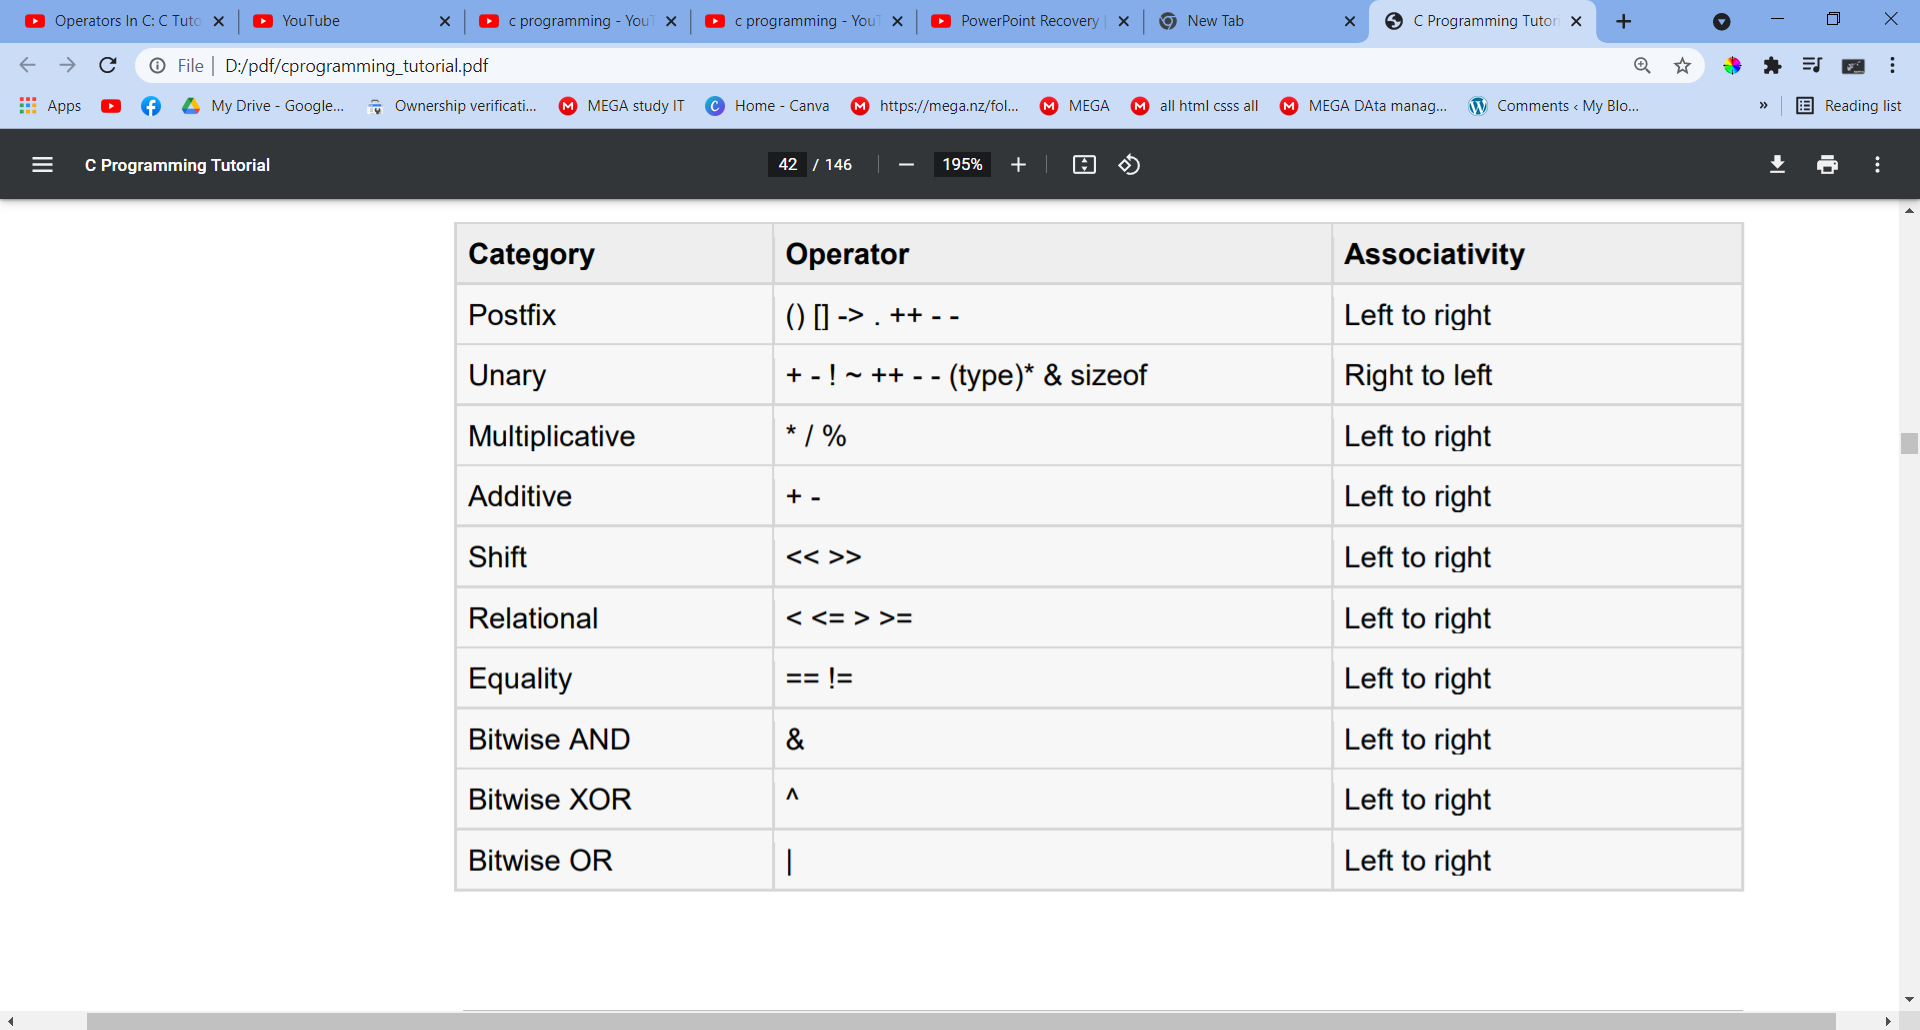 Operators In C: C Tuto
YouTube
c programming - YouT
c programming - YouT
PowerPoint Recovery
New Tab
C Programming Tutori
File | D:/pdf/cprogramming_tutorial.pdf
Apps My Drive - Google... Ownership verificati... MEGA study IT Home - Canva https://mega.nz/fol... MEGA all html csss all MEGA DAta manag... Comments ‹ My Blo... » Reading list
C Programming Tutorial 42 / 146 195%
Category Operator Associativity
Postfix () [] -> . ++ - - Left to right
Unary + - ! ~ ++ - - (type)* & sizeof Right to left
Multiplicative * / % Left to right
Additive + - Left to right
Shift << >> Left to right
Relational < <= > >= Left to right
Equality == != Left to right
Bitwise AND & Left to right
Bitwise XOR ^ Left to right
Bitwise OR | Left to right